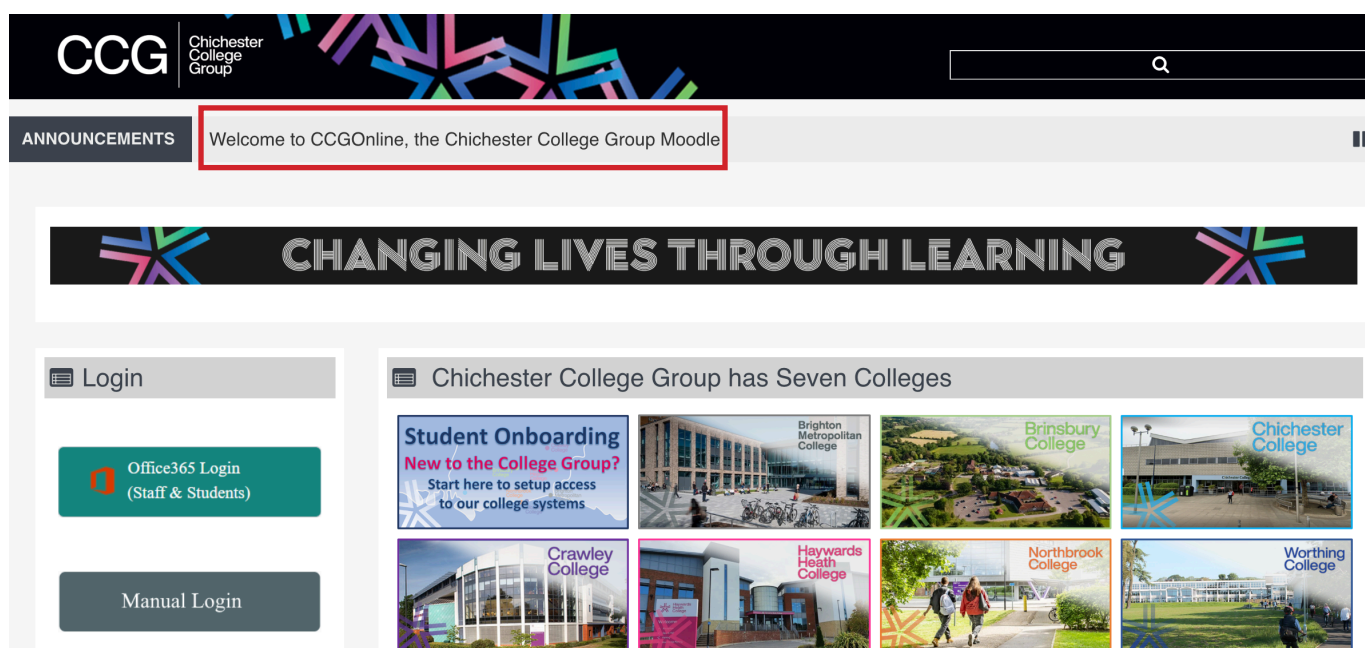 CCG
Chichester
College
Group
ANNOUNCEMENTS
Welcome to CCGOnline, the Chichester College Group Moodle
CHANGING LIVES THROUGH LEARNING
Login
Chichester College Group has Seven Colleges
Office365 Login
(Staff & Students)
Manual Login
Student Onboarding
New to the College Group?
Start here to setup access
to our college systems
Brighton
Metropolitan
College
Brinsbury
College
Chichester
College
Crawley
College
Haywards
Heath
College
Northbrook
College
Worthing
College